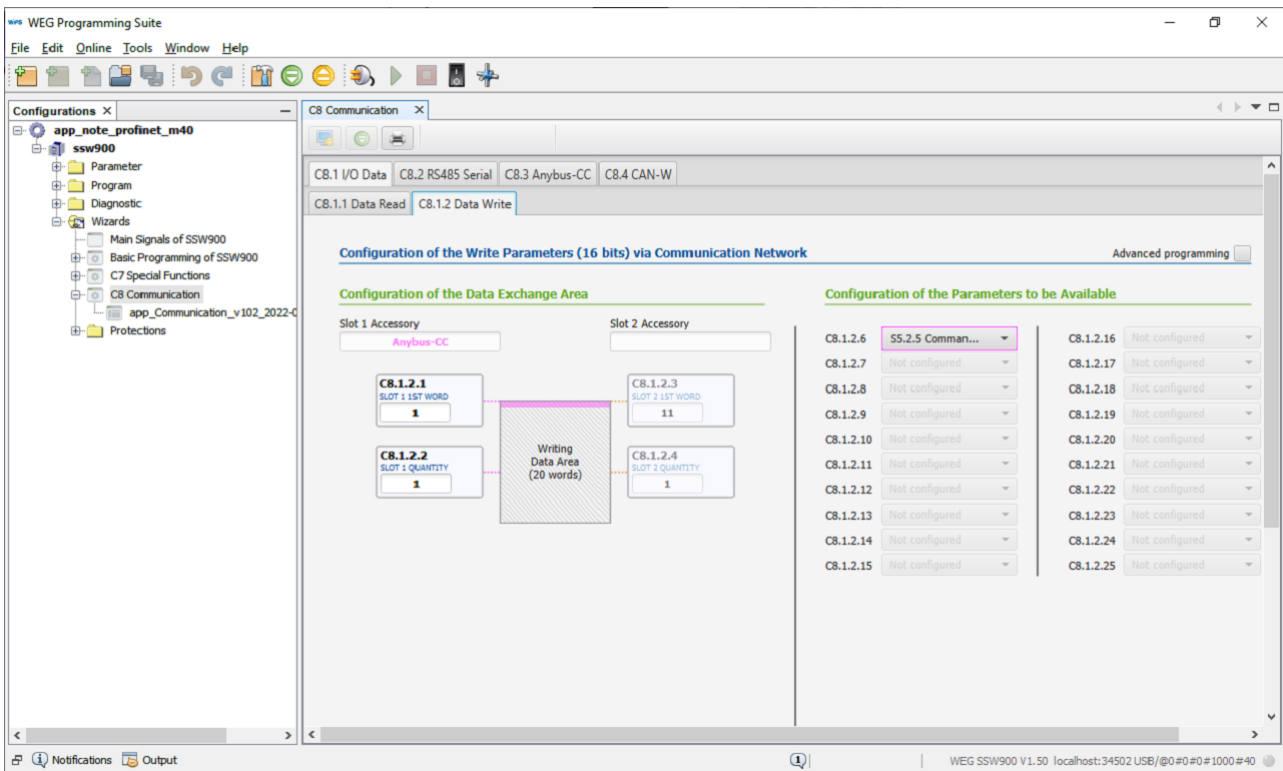 WPS WEG Programming Suite
File Edit Online Tools Window Help
Configurations
app_note_profinet_m40
ssw900
Parameter
Program
Diagnostic
Wizards
Main Signals of SSW900
Basic Programming of SSW900
C7 Special Functions
C8 Communication
app_Communication_v102_2022-0
Protections
C8 Communication
C8.1 I/O Data C8.2 RS485 Serial C8.3 Anybus-CC C8.4 CAN-W
C8.1.1 Data Read C8.1.2 Data Write
Configuration of the Write Parameters (16 bits) via Communication Network
Advanced programming
Configuration of the Data Exchange Area
Slot 1 Accessory Slot 2 Accessory
Anybus-CC
C8.1.2.1
SLOT 1 1ST WORD
1
C8.1.2.2
SLOT 1 QUANTITY
1
Writing
Data Area
(20 words)
C8.1.2.3
SLOT 2 1ST WORD
11
C8.1.2.4
SLOT 2 QUANTITY
1
Configuration of the Parameters to be Available
C8.1.2.6 S5.2.5 Comman... C8.1.2.16 Not configured
C8.1.2.7 Not configured C8.1.2.17 Not configured
C8.1.2.8 Not configured C8.1.2.18 Not configured
C8.1.2.9 Not configured C8.1.2.19 Not configured
C8.1.2.10 Not configured C8.1.2.20 Not configured
C8.1.2.11 Not configured C8.1.2.21 Not configured
C8.1.2.12 Not configured C8.1.2.22 Not configured
C8.1.2.13 Not configured C8.1.2.23 Not configured
C8.1.2.14 Not configured C8.1.2.24 Not configured
C8.1.2.15 Not configured C8.1.2.25 Not configured
Notifications Output 1 WEG SSW900 V1.50 localhost:34502 USB/@0#0#0#1000#40